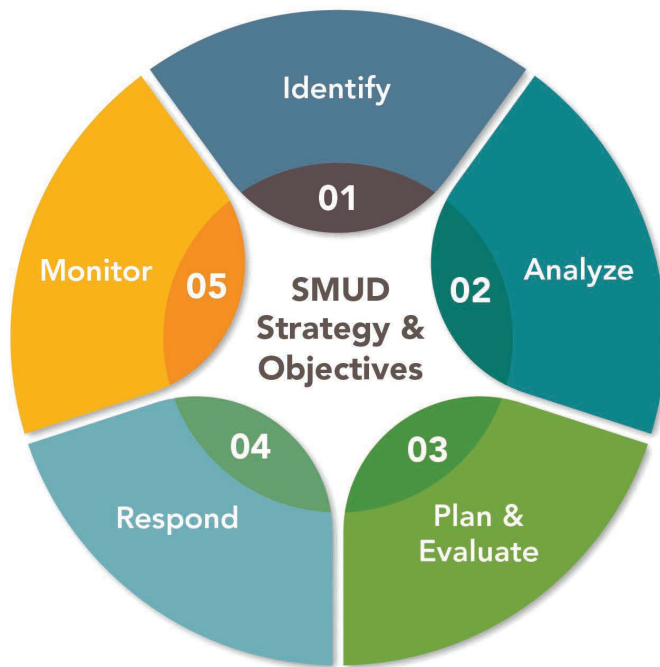 Identify
01
Analyze
02
Plan &
Evaluate
03
Respond
04
Monitor
05
SMUD
Strategy &
Objectives